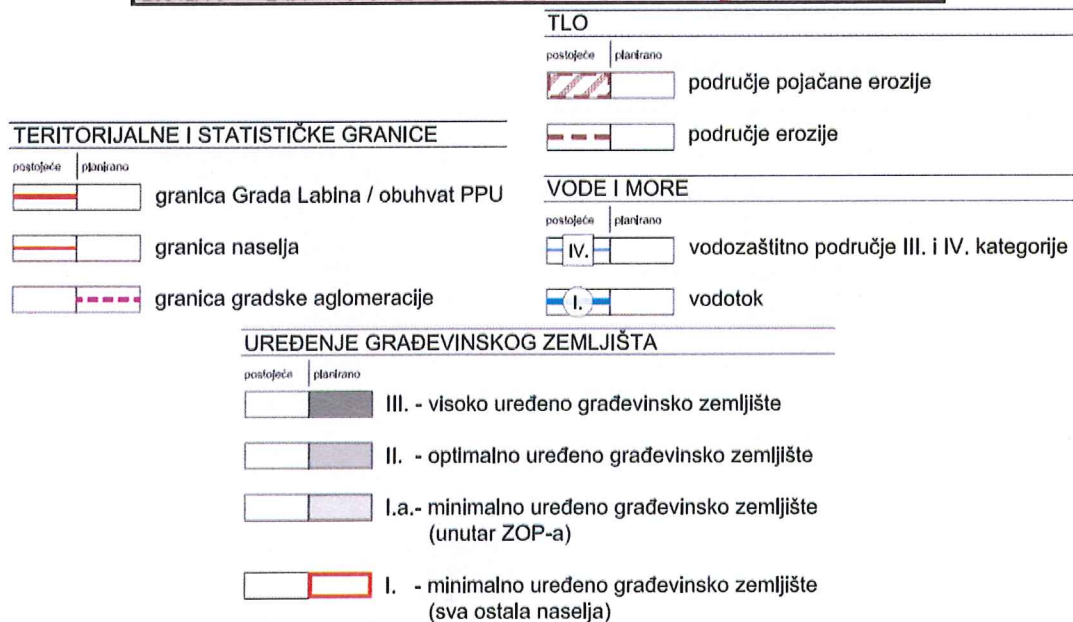 TLO
postojeće planirano
područje pojačane erozije
područje erozije
TERITORIJALNE I STATISTIČKE GRANICE
postojeće planirano
granica Grada Labina / obuhvat PPU
granica naselja
granica gradske aglomeracije
VODE I MORE
postojeće planirano
IV. vodozaštitno područje III. i IV. kategorije
I. vodotok
UREĐENJE GRAĐEVINSKOG ZEMLJIŠTA
postojeće planirano
III. - visoko uređeno građevinsko zemljište
II. - optimalno uređeno građevinsko zemljište
I.a.- minimalno uređeno građevinsko zemljište
(unutar ZOP-a)
I. - minimalno uređeno građevinsko zemljište
(sva ostala naselja)